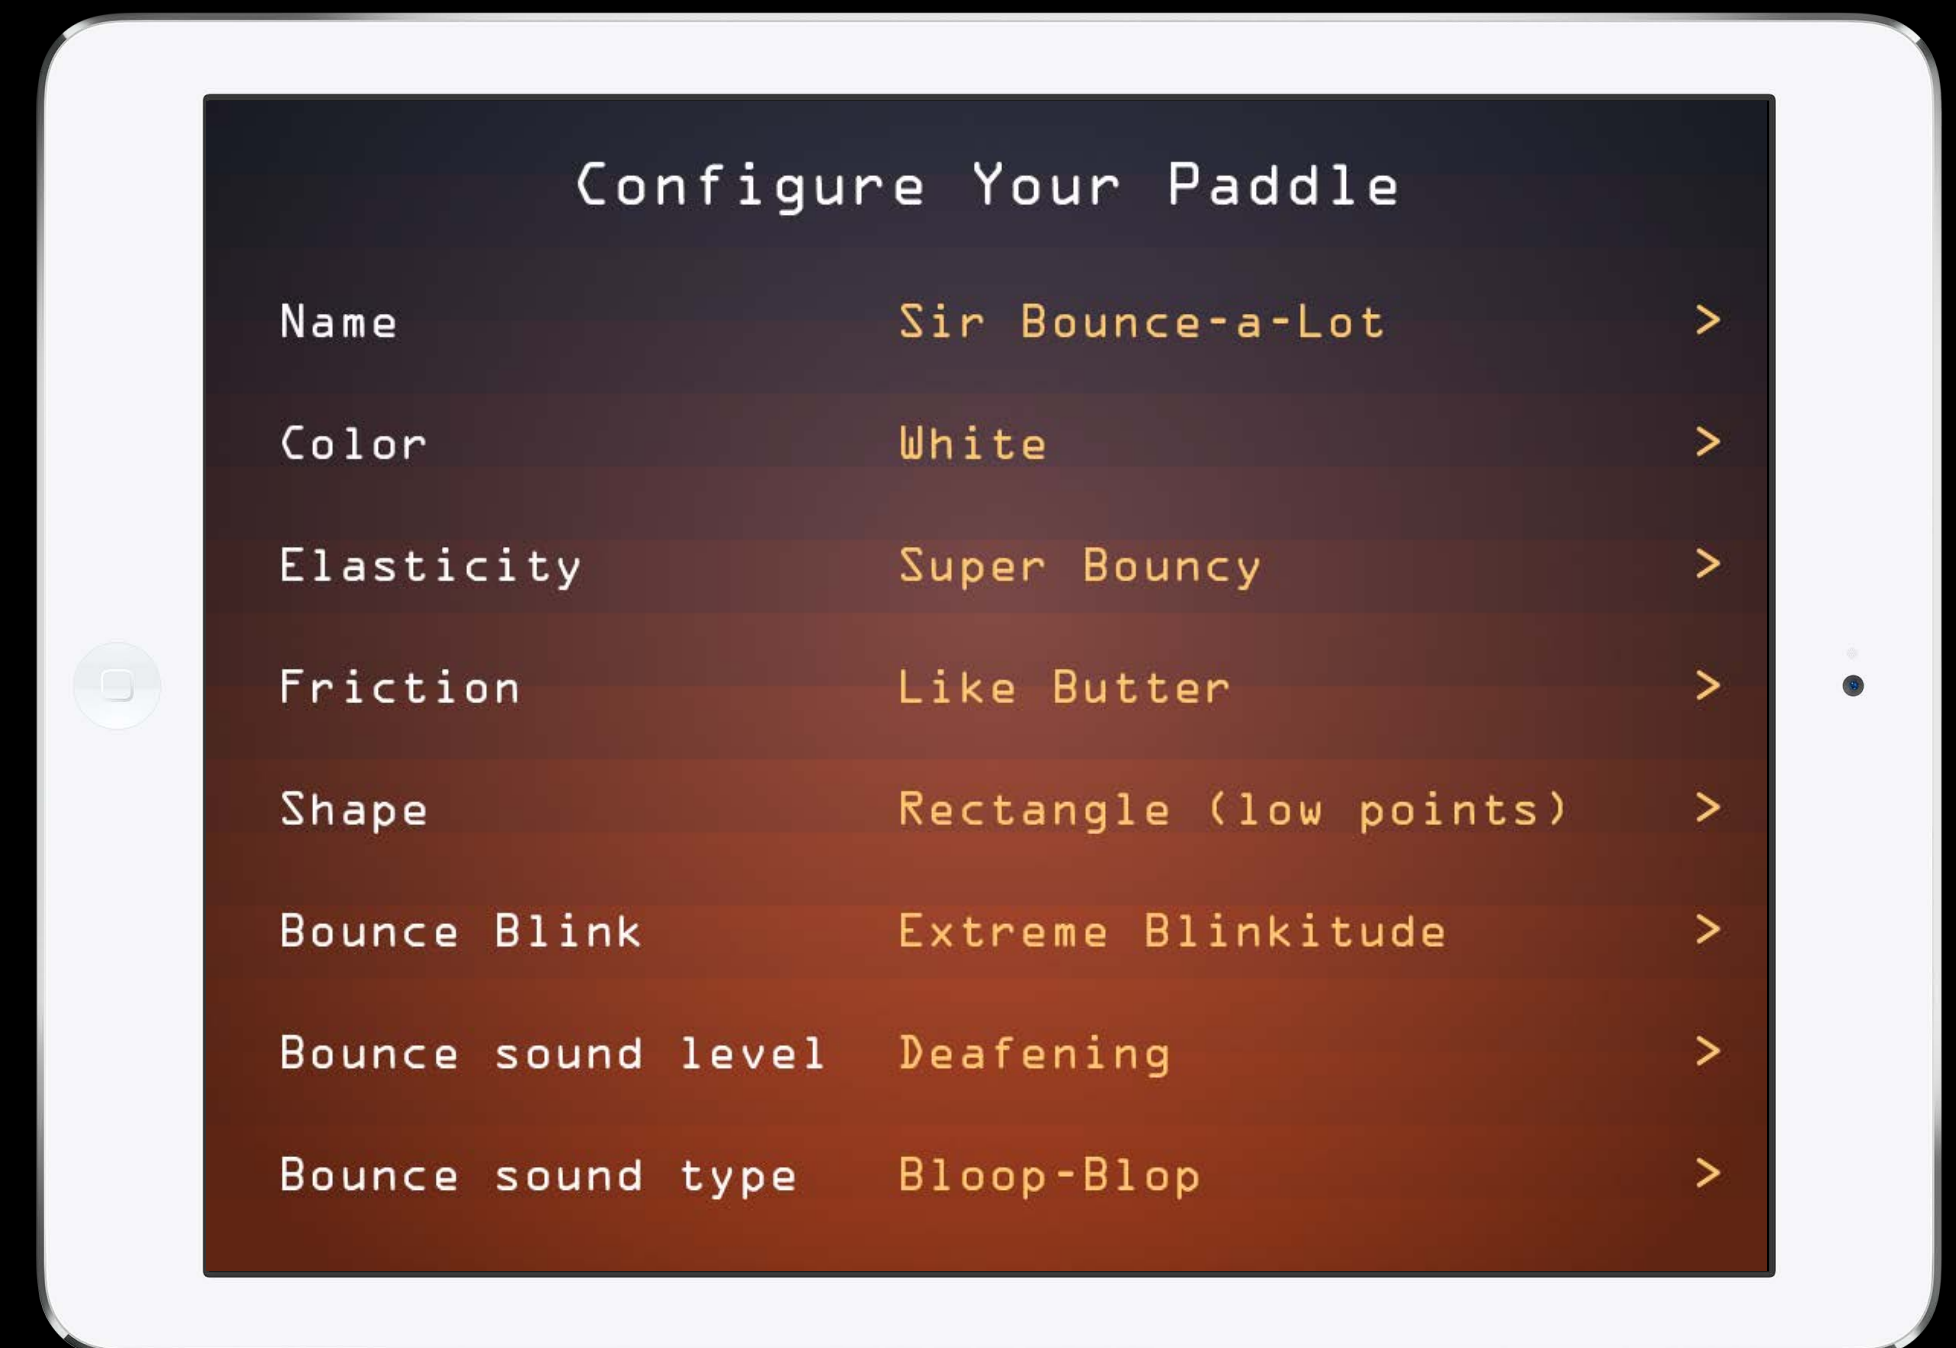 Configure Your Paddle
Name Sir Bounce-a-Lot >
Color White >
Elasticity Super Bouncy >
Friction Like Butter >
Shape Rectangle (low points) >
Bounce Blink Extreme Blinkitude >
Bounce sound level Deafening >
Bounce sound type Bloop-Blop >